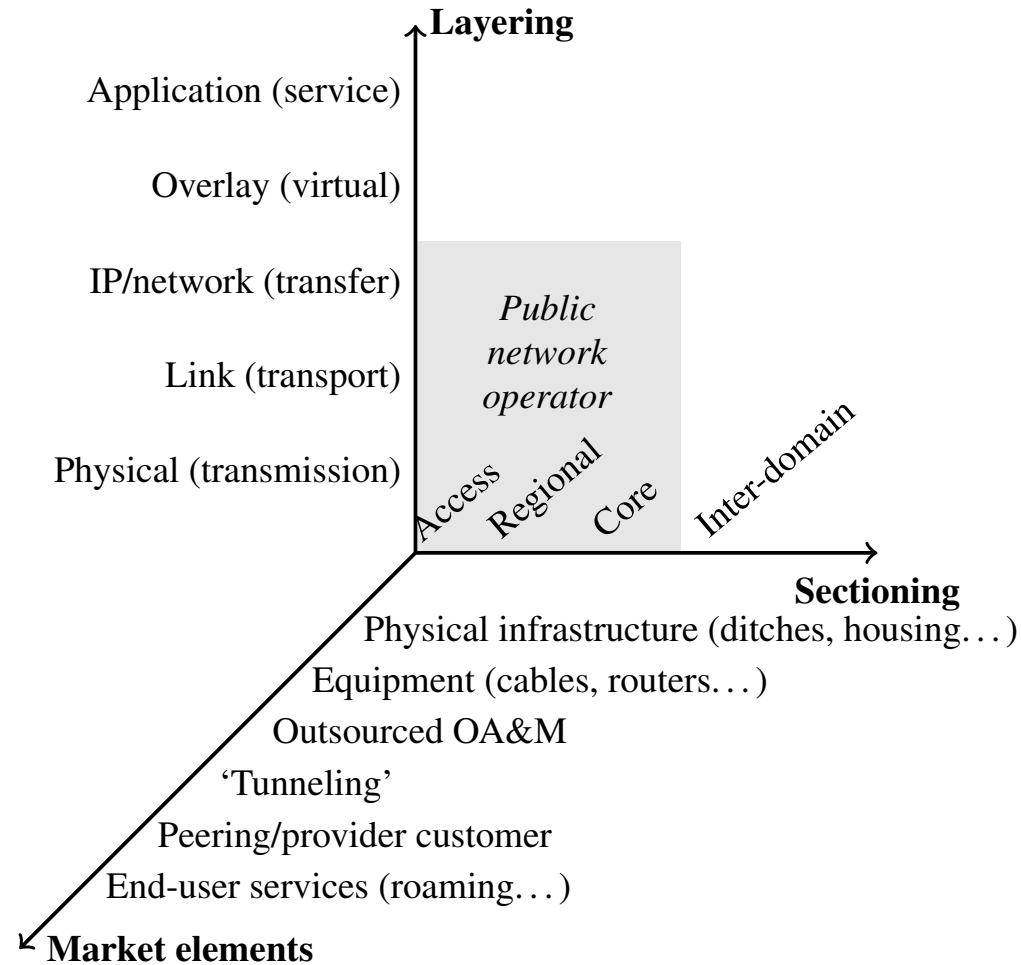 Layering
Application (service)
Overlay (virtual)
IP/network (transfer)
Public
network
operator
Link (transport)
Physical (transmission)
Access
Regional
Core
Inter-domain
Sectioning
Physical infrastructure (ditches, housing…)
Equipment (cables, routers…)
Outsourced OA&M
‘Tunneling’
Peering/provider customer
End-user services (roaming…)
Market elements